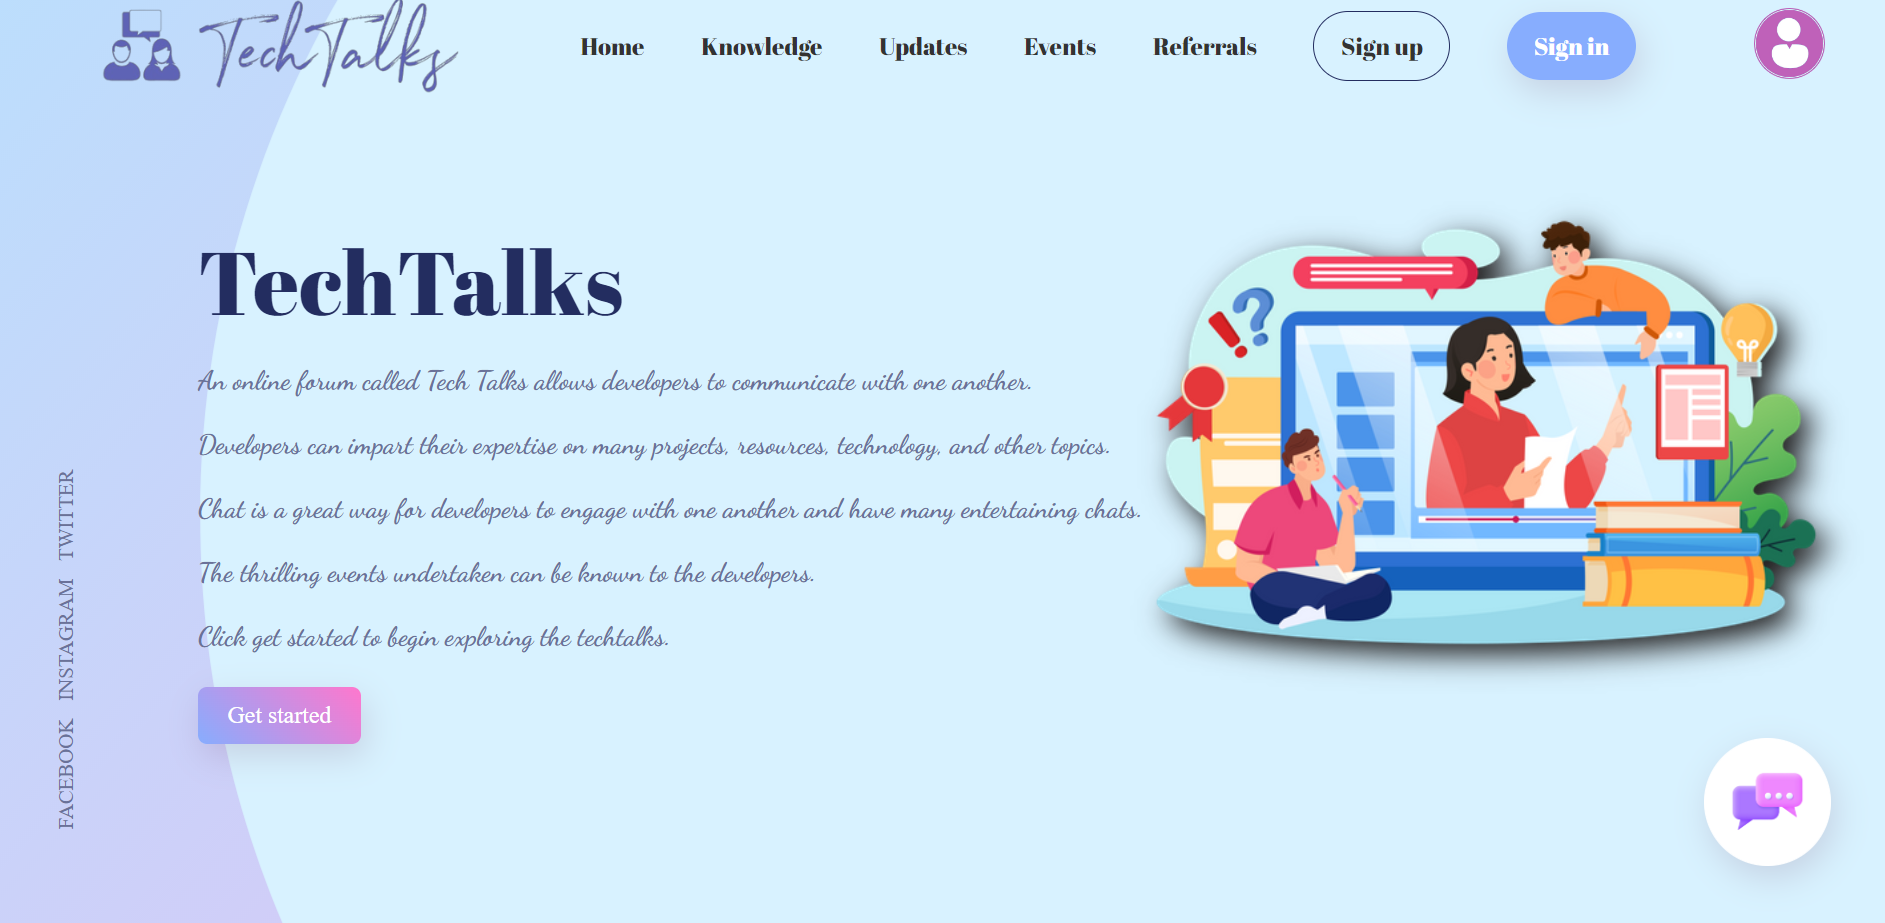 TechTalks
Home Knowledge Updates Events Referrals Sign up Sign in
TechTalks
An online forum called Tech Talks allows developers to communicate with one another.
Developers can impart their expertise on many projects, resources, technology, and other topics.
Chat is a great way for developers to engage with one another and have many entertaining chats.
The thrilling events undertaken can be known to the developers.
Click get started to begin exploring the techtalks.
Get started
FACEBOOK INSTAGRAM TWITTER